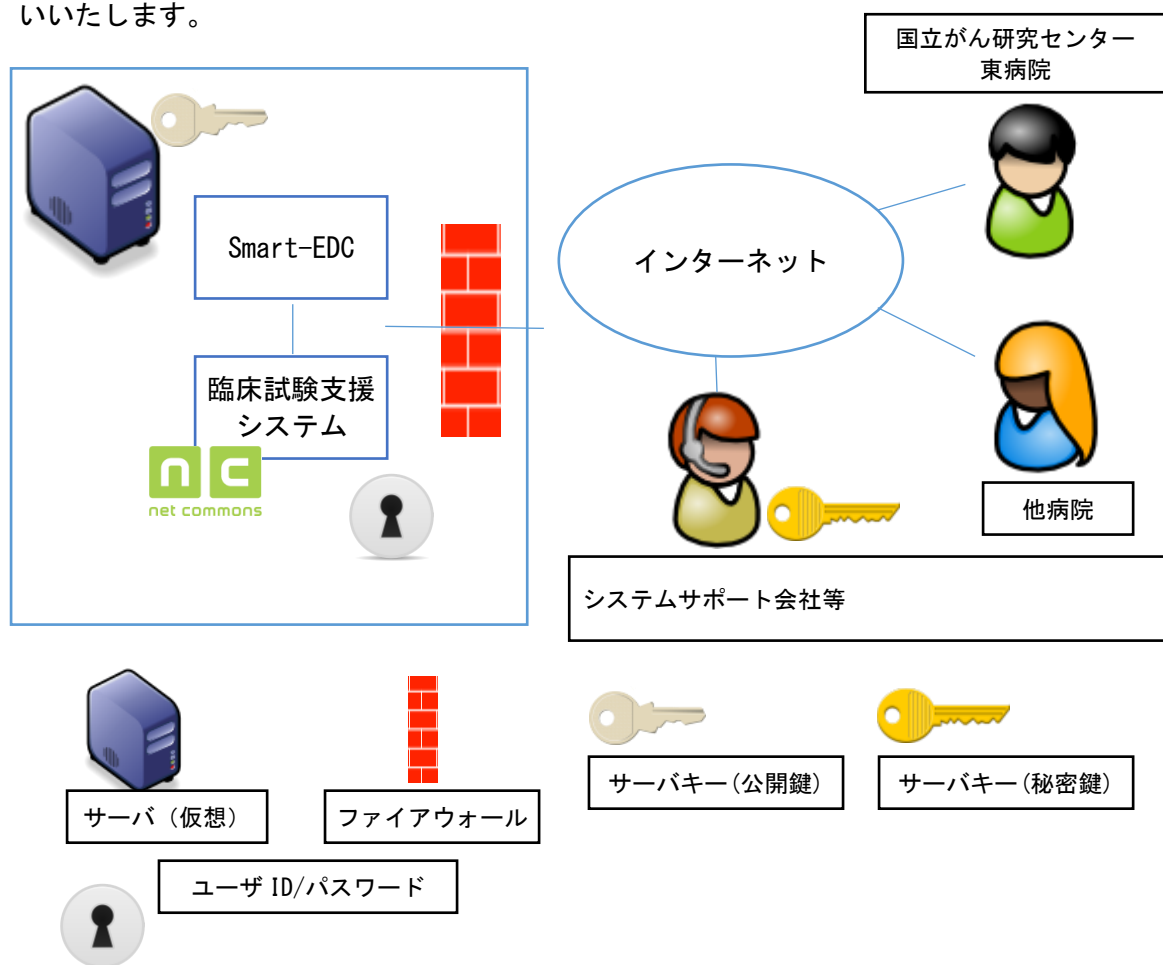 いいたします。
国立がん研究センター
東病院
Smart-EDC
インターネット
臨床試験支援
システム
nc
net commons
他病院
システムサポート会社等
サーバキー(公開鍵)
サーバキー(秘密鍵)
サーバ（仮想）
ファイアウォール
ユーザ ID/パスワード